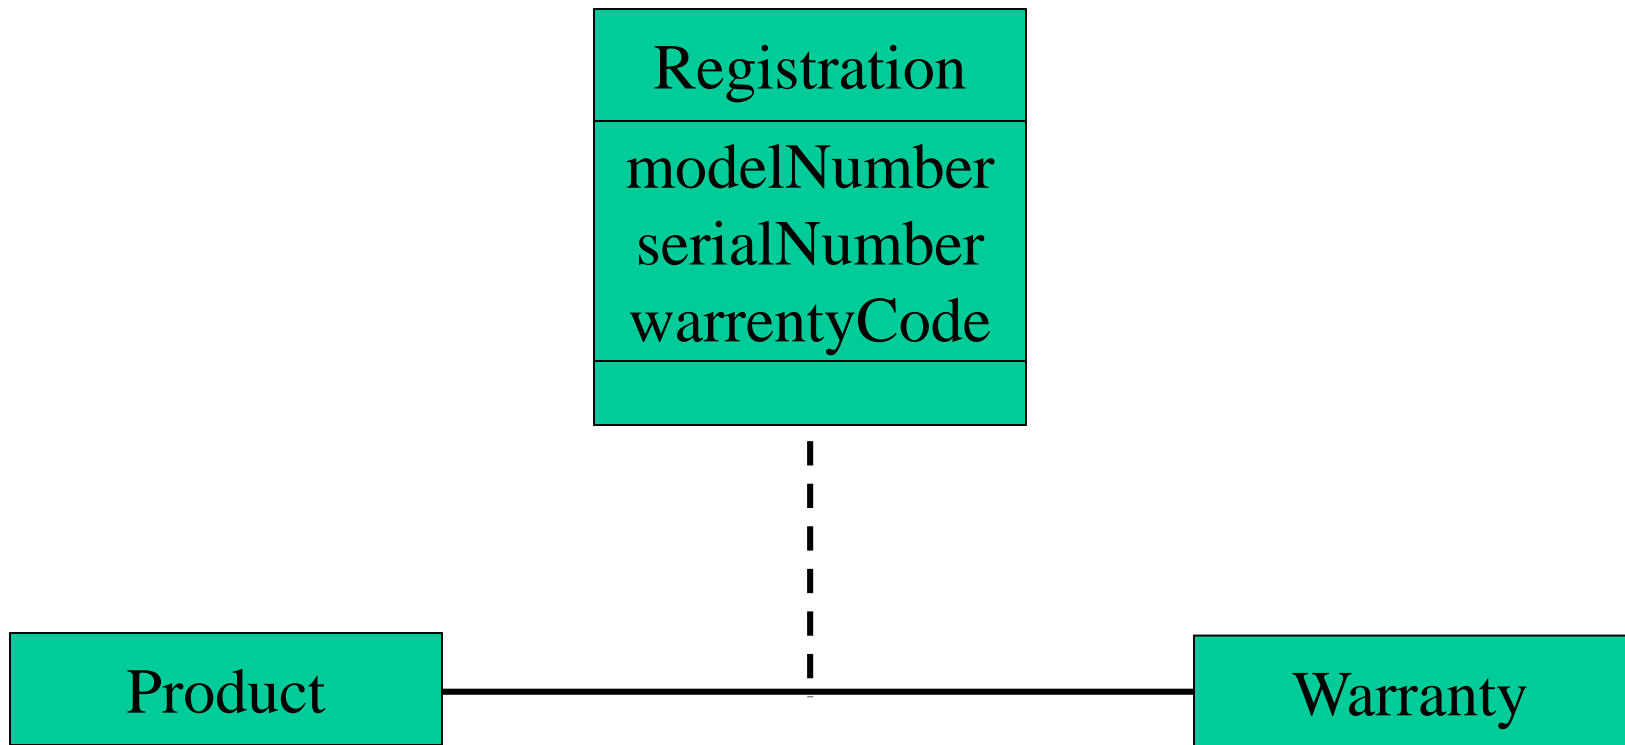 Registration
modelNumber
serialNumber
warrentyCode
Product
Warranty